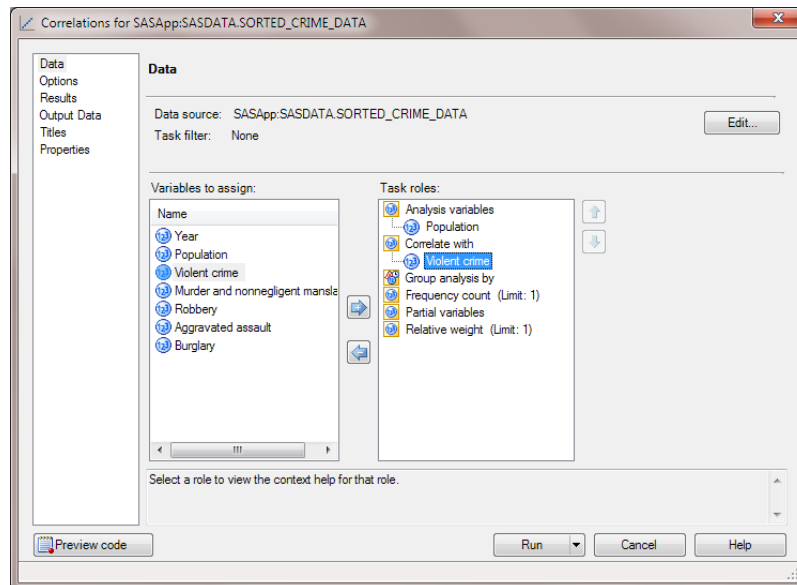 Correlations for SASApp:SASDATA.SORTED_CRIME_DATA
x
Data
Options
Results
Output Data
Titles
Properties
Data
Data source: SASApp:SASDATA.SORTED_CRIME_DATA
Task filter: None
Edit...
Variables to assign:
Name
Year
Population
Violent crime
Murder and nonnegligent mansla
Robbery
Aggravated assault
Burglary
Task roles:
Analysis variables
Population
Correlate with
Violent crime
Group analysis by
Frequency count (Limit: 1)
Partial variables
Relative weight (Limit: 1)
Select a role to view the context help for that role.
Preview code
Run
Cancel
Help